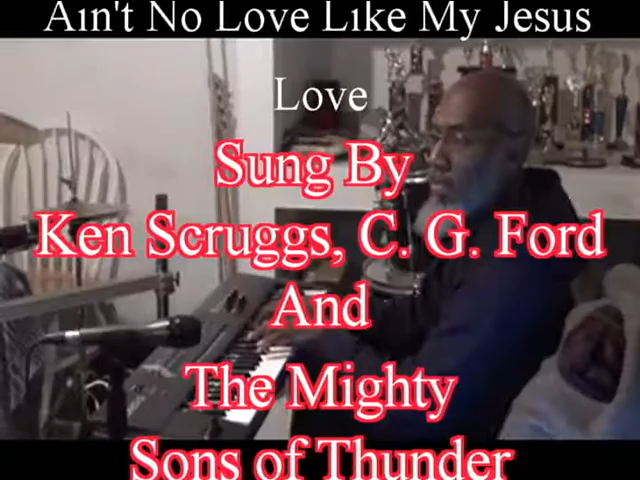 Ain't No Love Like My Jesus
Love
Sung By
Ken Scruggs, C. G. Ford
And
The Mighty
Sons of Thunder